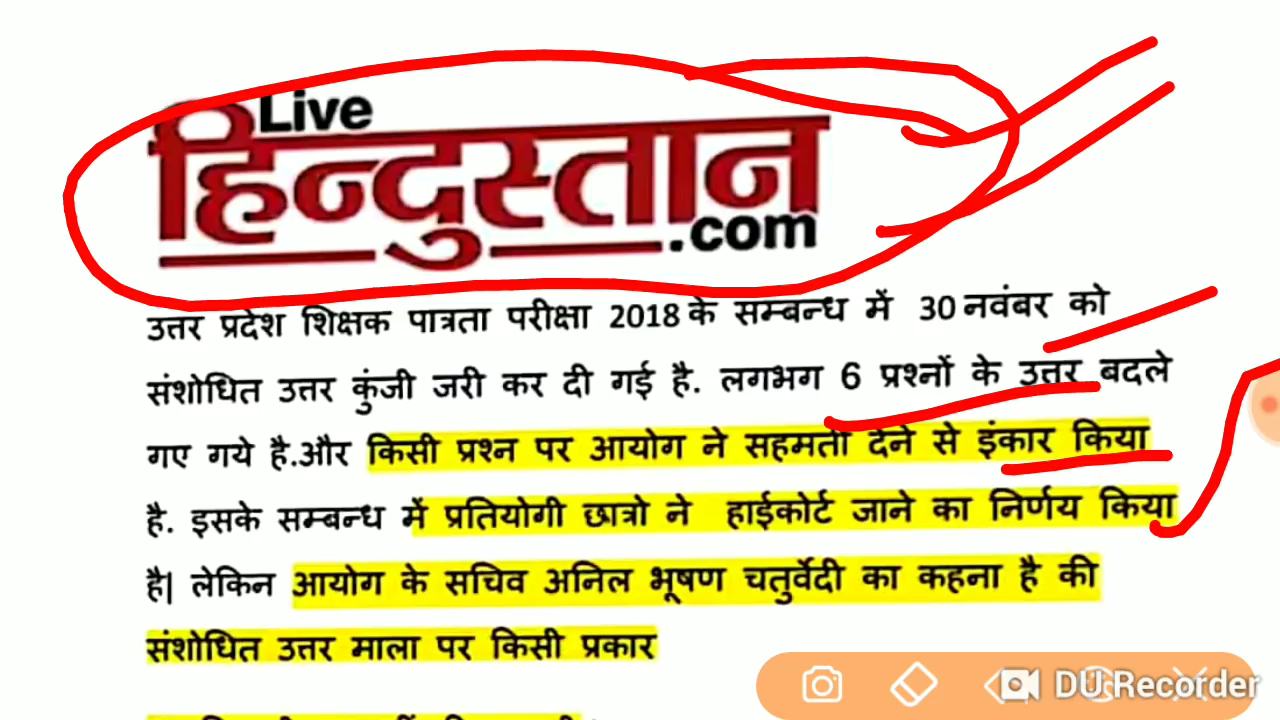 Live
हिन्दुस्तान
.com
उत्तर प्रदेश शिक्षक पात्रता परीक्षा 2018 के सम्बन्ध में 30 नवंबर को
संशोधित उत्तर कुंजी जरी कर दी गई है. लगभग 6 प्रश्नों के उत्तर बदले
गए गये है.और किसी प्रश्न पर आयोग ने सहमती देने से इंकार किया
है. इसके सम्बन्ध में प्रतियोगी छात्रो ने हाईकोर्ट जाने का निर्णय किया
है| लेकिन आयोग के सचिव अनिल भूषण चतुर्वेदी का कहना है की
संशोधित उत्तर माला पर किसी प्रकार
DU Recorder